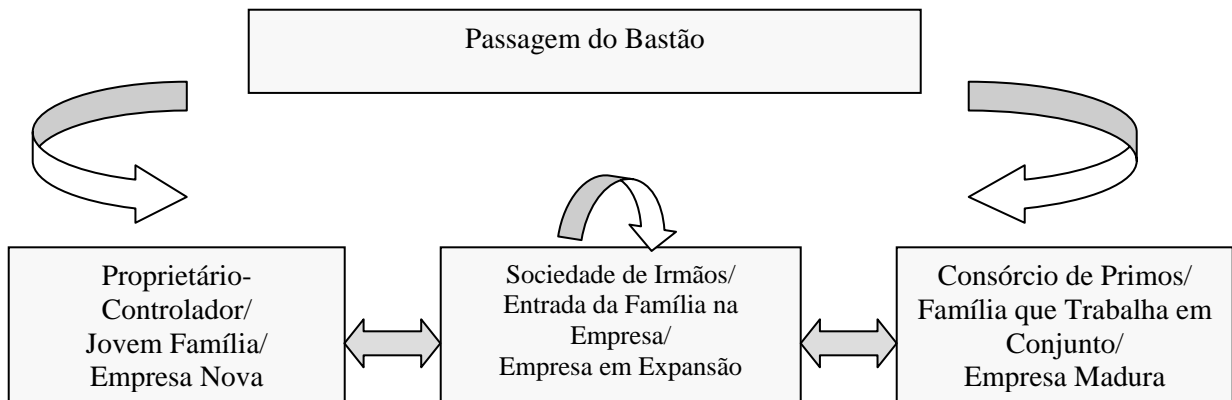 Passagem do Bastão
Proprietário-
Controlador/
Jovem Família/
Empresa Nova
Sociedade de Irmãos/
Entrada da Família na
Empresa/
Empresa em Expansão
Consórcio de Primos/
Família que Trabalha em
Conjunto/
Empresa Madura